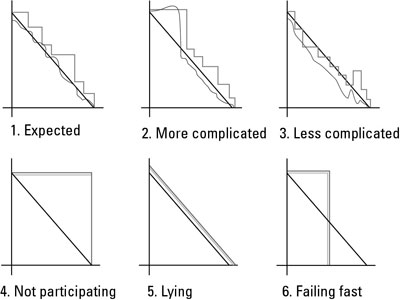 1. Expected
2. More complicated
3. Less complicated
4. Not participating
5. Lying
6. Failing fast